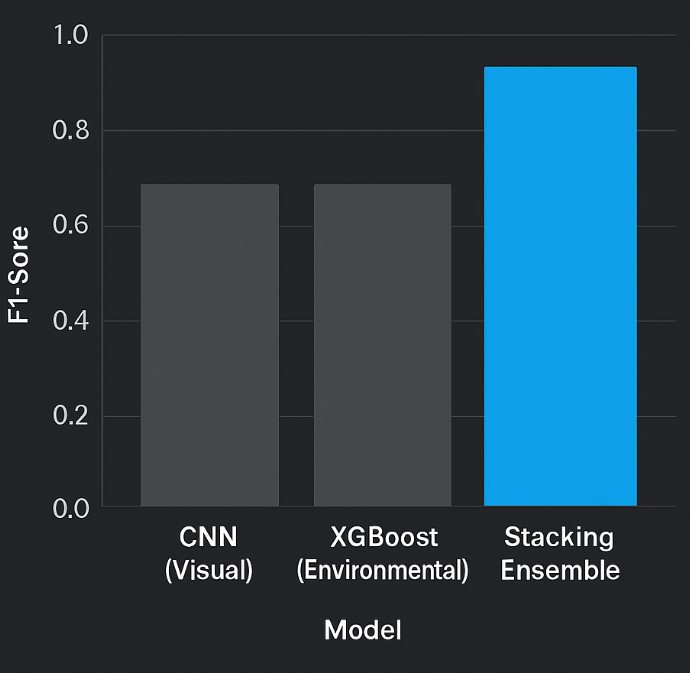 1.0
0.8
0.6
0.4
0.2
0.0
F1-Sore
CNN
(Visual)
XGBoost
(Environmental)
Stacking
Ensemble
Model